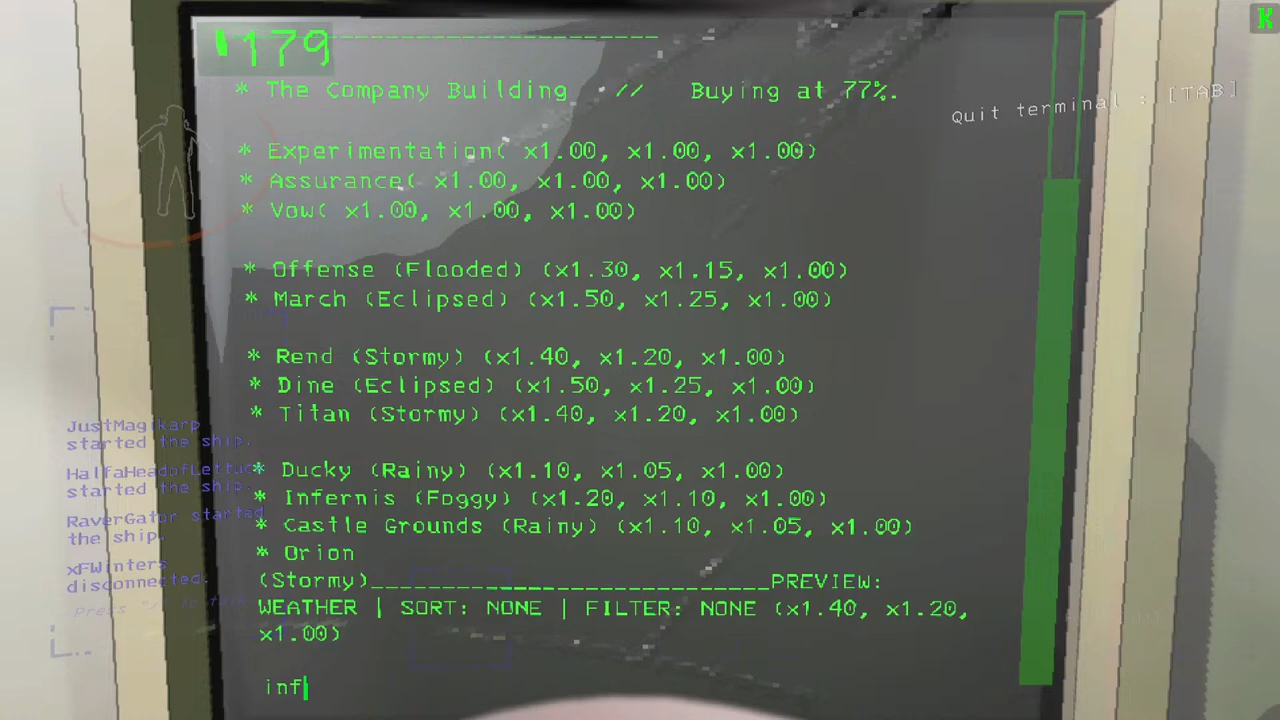 K
179
* The Company Building // Buying at 77%.
Quit terminal : [TAB]
* Experimentation( x1.00, x1.00, x1.00)
* Assurance( x1.00, x1.00, x1.00)
* Vow( x1.00, x1.00, x1.00)
* Offense (Flooded) (x1.30, x1.15, x1.00)
* March (Eclipsed) (x1.50, x1.25, x1.00)
* Rend (Stormy) (x1.40, x1.20, x1.00)
* Dine (Eclipsed) (x1.50, x1.25, x1.00)
* Titan (Stormy) (x1.40, x1.20, x1.00)
* Ducky (Rainy) (x1.10, x1.05, x1.00)
* Infernis (Foggy) (x1.20, x1.10, x1.00)
* Castle Grounds (Rainy) (x1.10, x1.05, x1.00)
* Orion
(Stormy)____________________________PREVIEW:
WEATHER | SORT: NONE | FILTER: NONE (x1.40, x1.20,
x1.00)
inf
JustMagikarp
started the ship.
HalfaHeadofLettuc
started the ship.
RaverGator started
the ship.
xFWinters
disconnected.